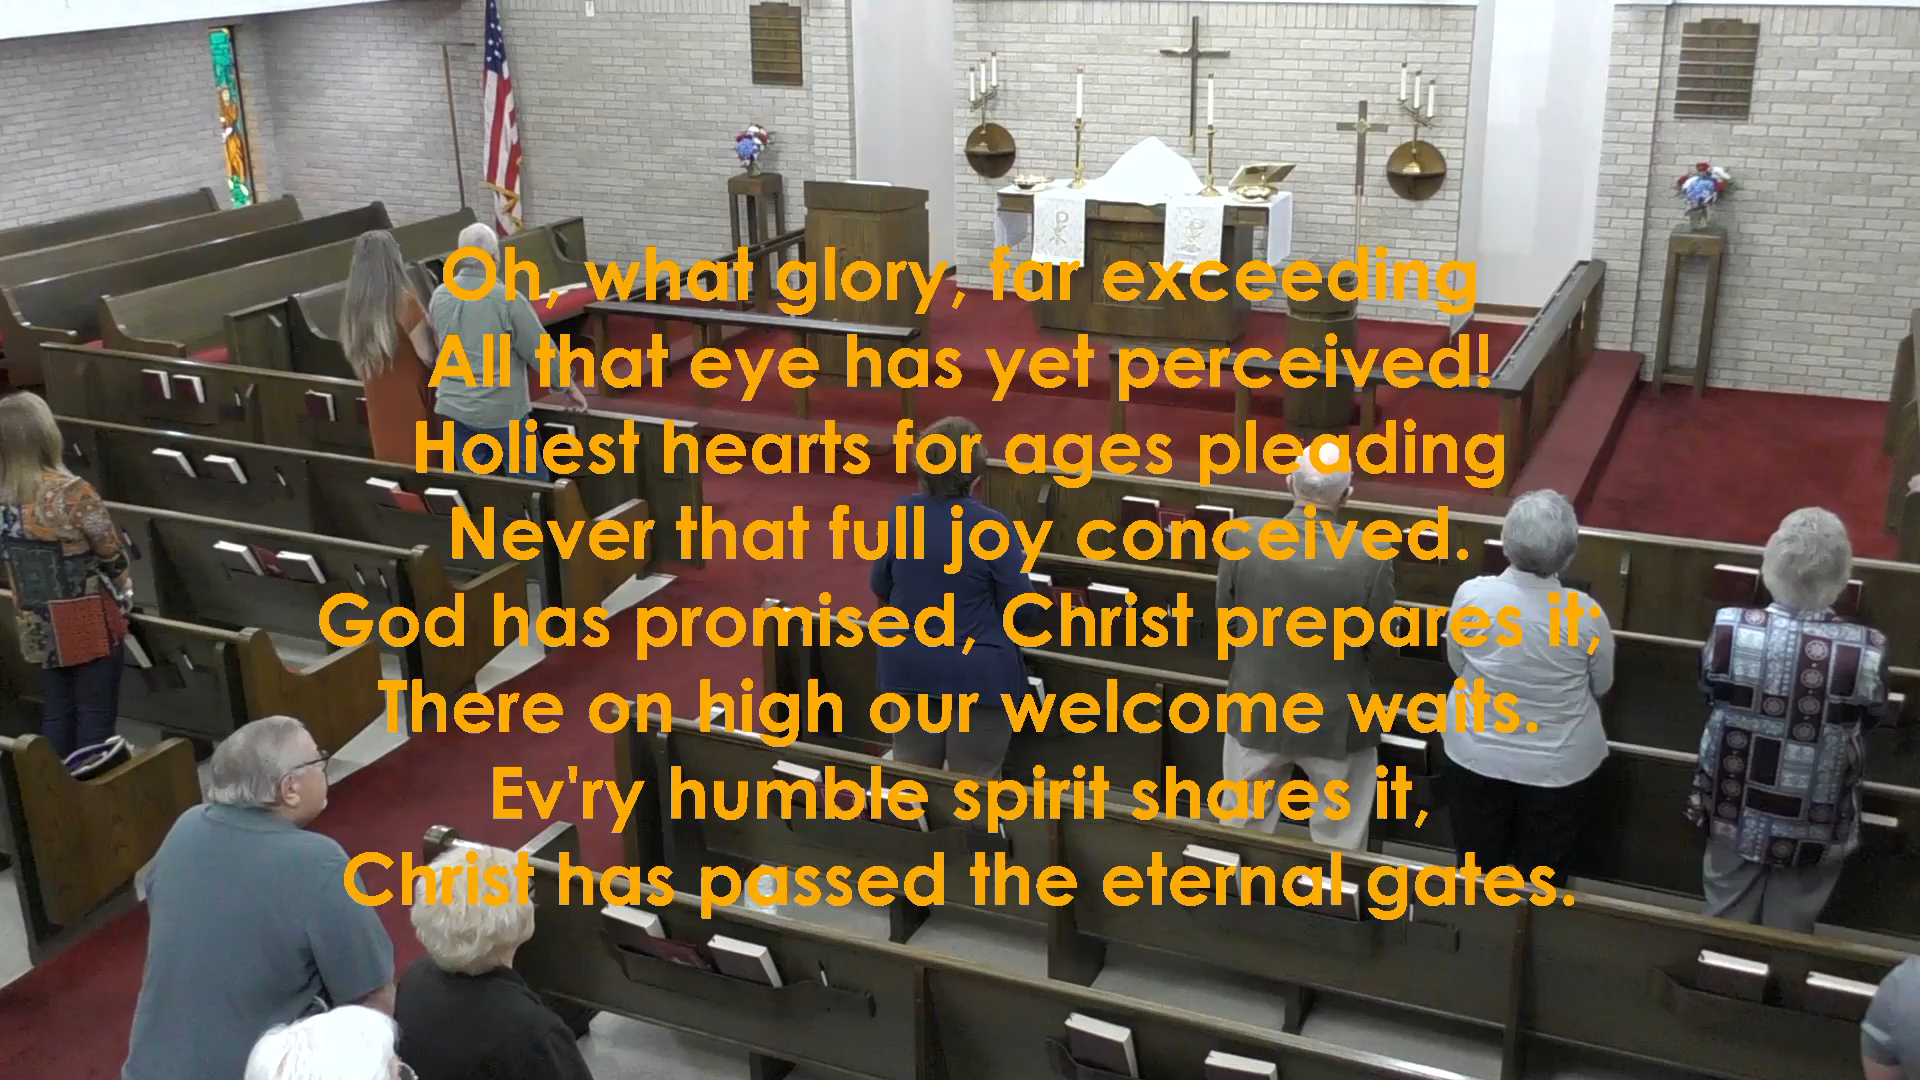 Oh, what glory, far exceeding
All that eye has yet perceived!
Holiest hearts for ages pleading
Never that full joy conceived.
God has promised, Christ prepares it;
There on high our welcome waits.
Ev'ry humble spirit shares it,
Christ has passed the eternal gates.